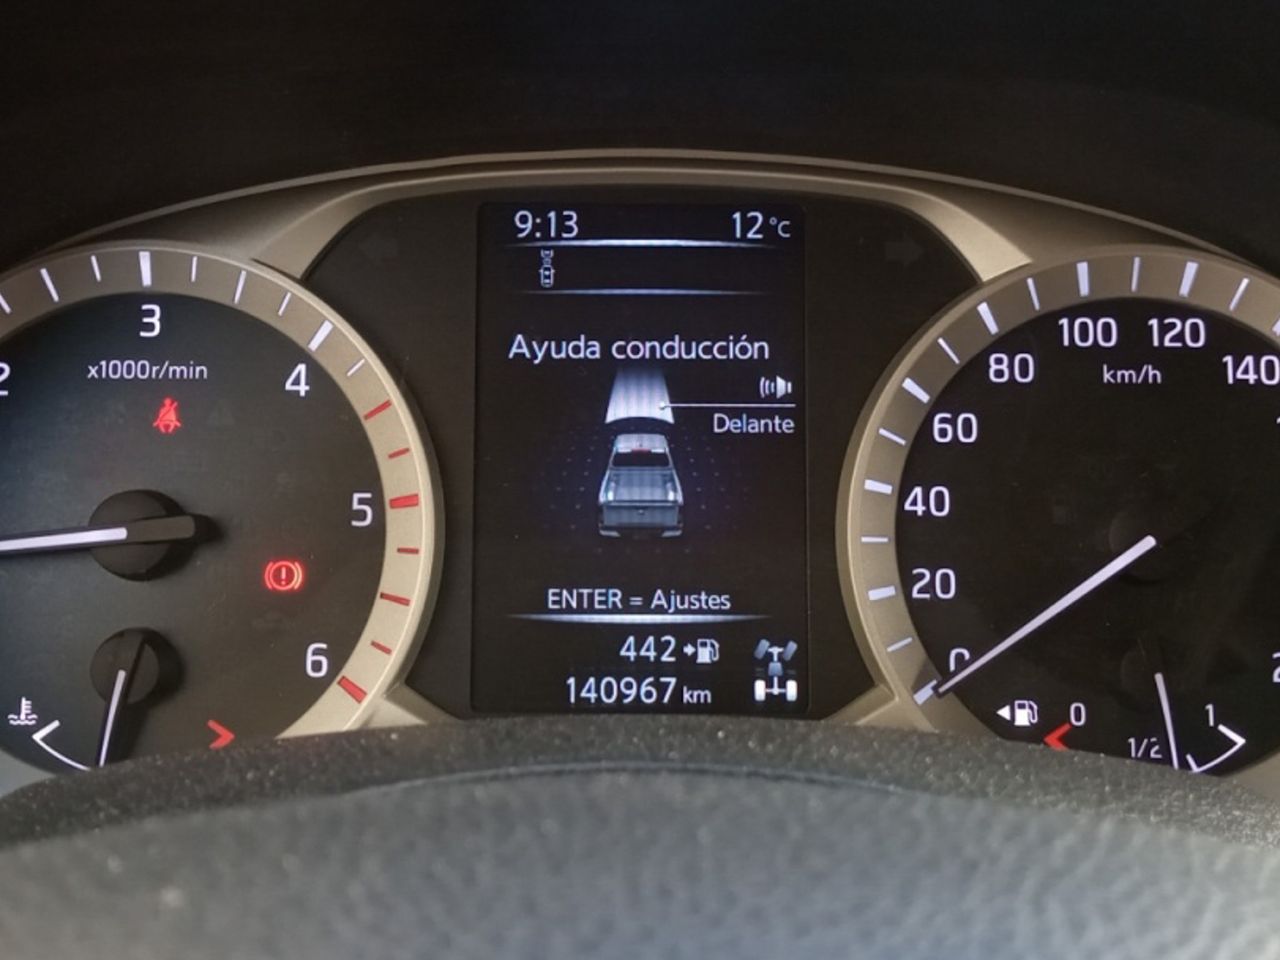 9:13 12°C
Ayuda conducción
Delante
ENTER = Ajustes
442
140967 km
2
3
4
5
6
x1000r/min
0
20
40
60
80
100
120
140
km/h
0
1/2
1